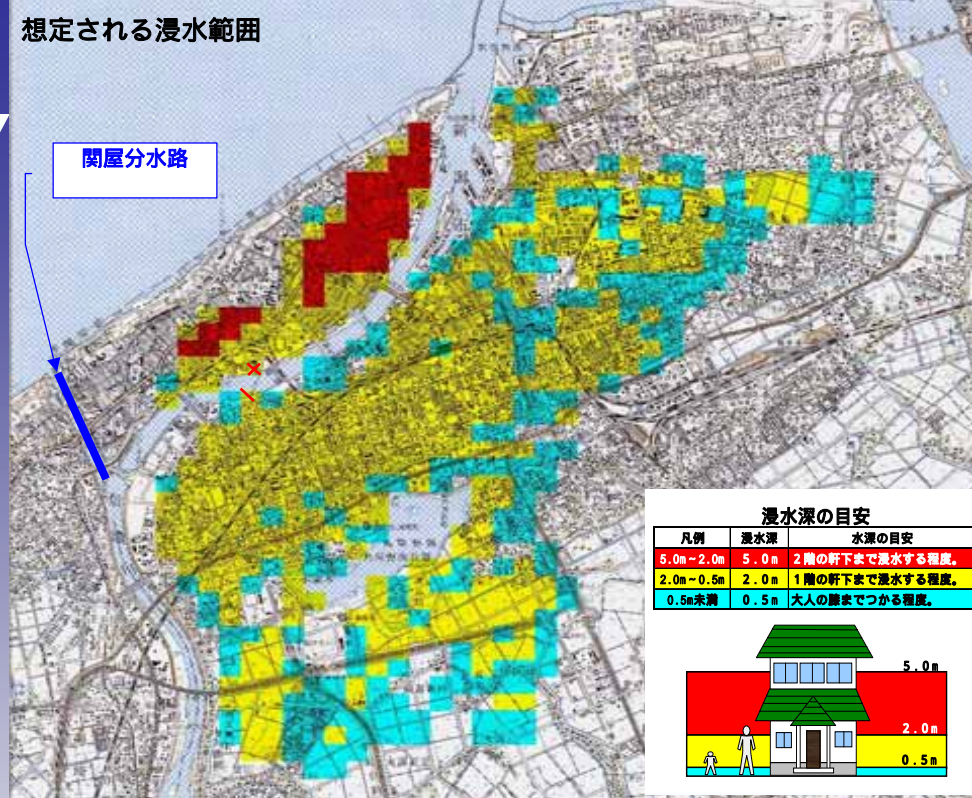 想定される浸水範囲
関屋分水路
浸水深の目安
凡例 浸水深 水深の目安
5.0m~2.0m 5.0m 2階の軒下まで浸水する程度。
2.0m~0.5m 2.0m 1階の軒下まで浸水する程度。
0.5m未満 0.5m 大人の膝までつかる程度。
5.0m
2.0m
0.5m